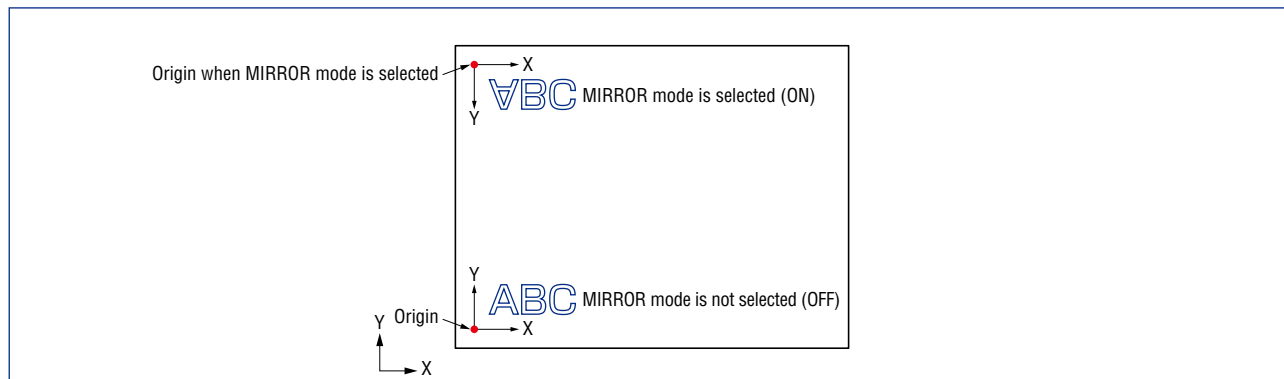 Origin when MIRROR mode is selected
X
ABC MIRROR mode is selected (ON)
Y
Y
ABC MIRROR mode is not selected (OFF)
Origin
X
Y
X